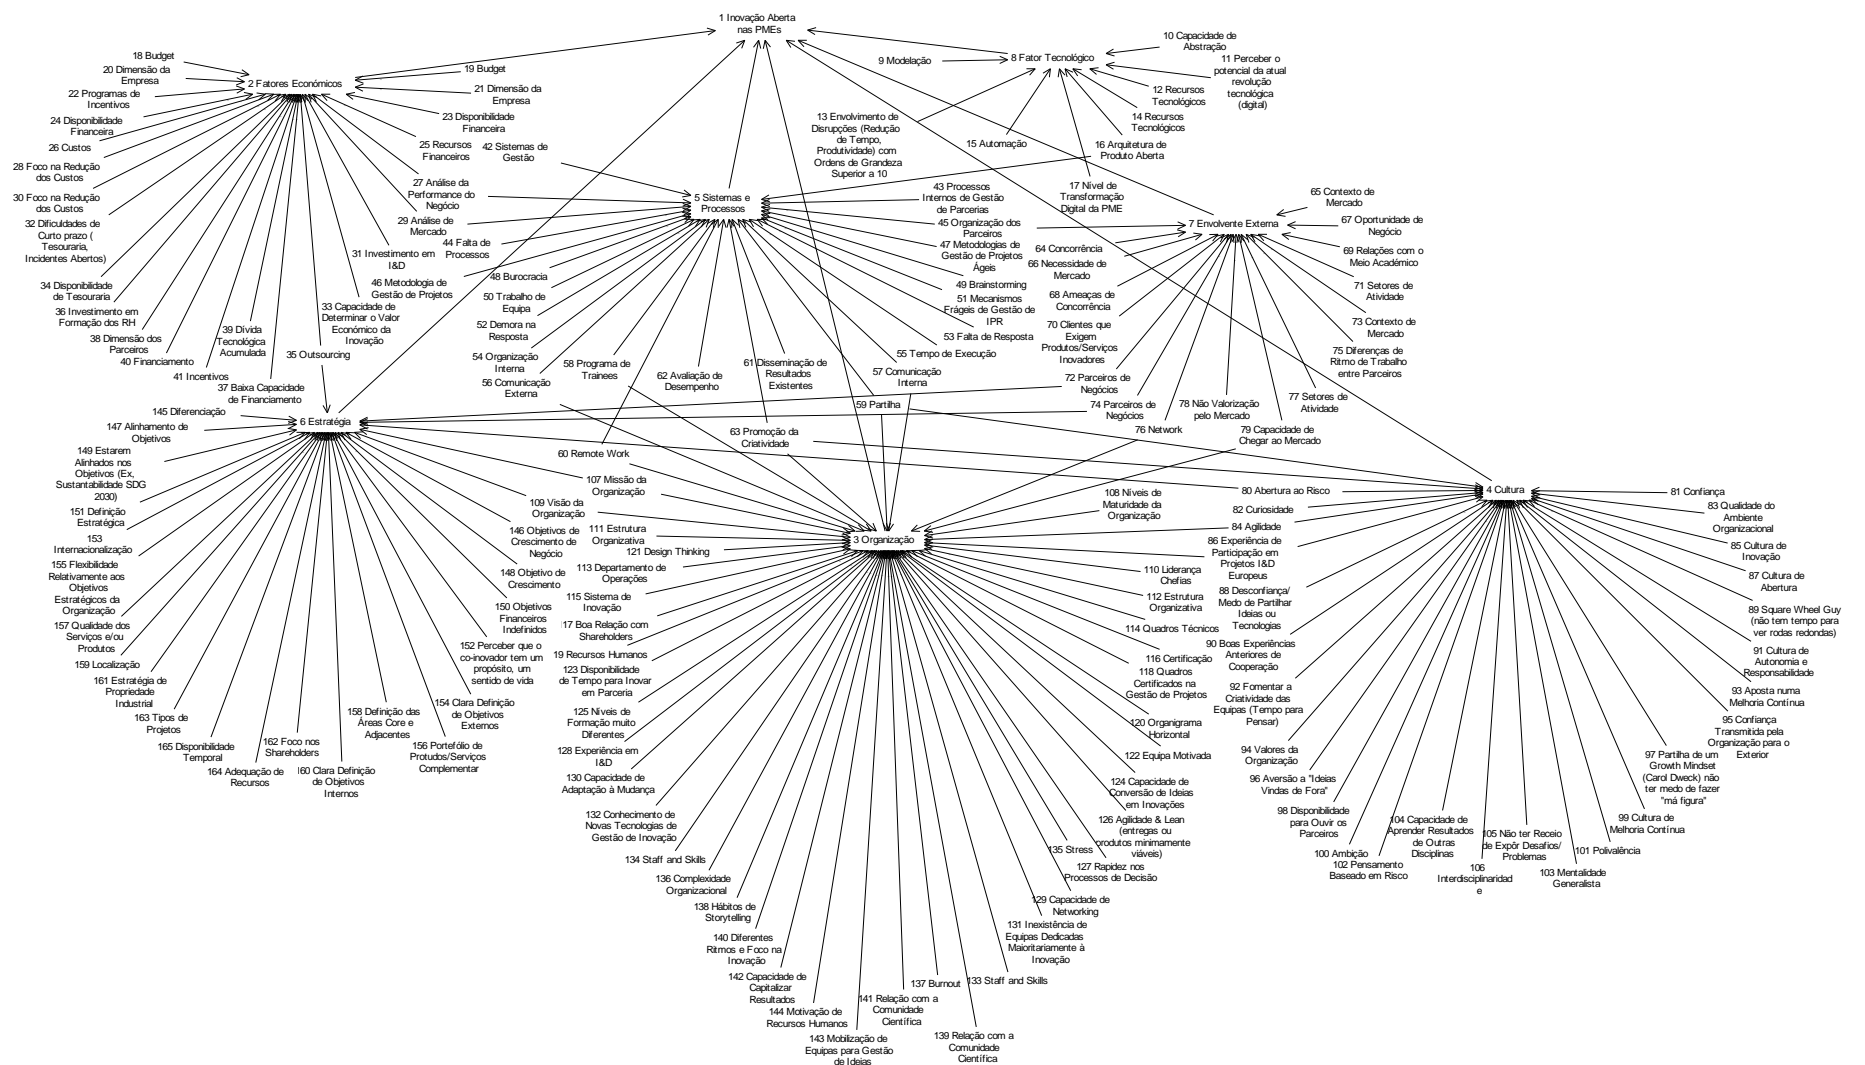 1 Inovação Aberta
nas PMEs
2 Fatores Económicos
18 Budget
20 Dimensão da
Empresa
22 Programas de
Incentivos
24 Disponibilidade
Financeira
26 Custos
28 Foco na Redução
dos Custos
30 Foco na Redução
dos Custos
32 Dificuldades de
Curto prazo (
Tesouraria,
Incidentes Abertos)
34 Disponibilidade
de Tesouraria
36 Investimento em
Formação dos RH
38 Dimensão dos
Parceiros
40 Financiamento
41 Incentivos
39 Dívida
Tecnológica
Acumulada
37 Baixa Capacidade
de Financiamento
35 Outsourcing
33 Capacidade de
Determinar o Valor
Económico da
Inovação
31 Investimento em
I&D
29 Análise de
Mercado
27 Análise da
Performance do
Negócio
25 Recursos
Financeiros
23 Disponibilidade
Financeira
21 Dimensão da
Empresa
19 Budget
8 Fator Tecnológico
9 Modelação
10 Capacidade de
Abstração
11 Perceber o
potencial da atual
revolução
tecnológica
(digital)
12 Recursos
Tecnológicos
14 Recursos
Tecnológicos
16 Arquitetura de
Produto Aberta
13 Envolvimento de
Disrupções (Redução
de Tempo,
Produtividade) com
Ordens de Grandeza
Superior a 10
15 Automação
17 Nível de
Transformação
Digital da PME
5 Sistemas e
Processos
42 Sistemas de
Gestão
44 Falta de
Processos
46 Metodologia de
Gestão de Projetos
48 Burocracia
50 Trabalho de
Equipa
52 Demora na
Resposta
54 Organização
Interna
56 Comunicação
Externa
58 Programa de
Trainees
60 Remote Work
62 Avaliação de
Desempenho
61 Disseminação de
Resultados
Existentes
63 Promoção da
Criatividade
59 Partilha
57 Comunicação
Interna
55 Tempo de Execução
53 Falta de Resposta
51 Mecanismos
Frágeis de Gestão de
IPR
49 Brainstorming
47 Metodologias de
Gestão de Projetos
Ágeis
45 Organização dos
Parceiros
43 Processos
Internos de Gestão
de Parcerias
7 Envolvente Externa
64 Concorrência
66 Necessidade de
Mercado
68 Ameaças de
Concorrência
70 Clientes que
Exigem
Produtos/Serviços
Inovadores
72 Parceiros de
Negócios
74 Parceiros de
Negócios
76 Network
78 Não Valorização
pelo Mercado
79 Capacidade de
Chegar ao Mercado
77 Setores de
Atividade
75 Diferenças de
Ritmo de Trabalho
entre Parceiros
73 Contexto de
Mercado
71 Setores de
Atividade
69 Relações com o
Meio Académico
67 Oportunidade de
Negócio
65 Contexto de
Mercado
6 Estratégia
145 Diferenciação
147 Alinhamento de
Objetivos
149 Estarem
Alinhados nos
Objetivos (Ex,
Sustantabilidade SDG
2030)
151 Definição
Estratégica
153
Internacionalização
155 Flexibilidade
Relativamente aos
Objetivos
Estratégicos da
Organização
157 Qualidade dos
Serviços e/ou
Produtos
159 Localização
161 Estratégia de
Propriedade
Industrial
163 Tipos de
Projetos
165 Disponibilidade
Temporal
164 Adequação de
Recursos
162 Foco nos
Shareholders
160 Clara Definição
de Objetivos
Internos
158 Definição das
Áreas Core e
Adjacentes
156 Portefólio de
Protudos/Serviços
Complementar
154 Clara Definição
de Objetivos
Externos
152 Perceber que o
co-inovador tem um
propósito, um
sentido de vida
150 Objetivos
Financeiros
Indefinidos
148 Objetivo de
Crescimento
146 Objetivos de
Crescimento de
Negócio
3 Organização
107 Missão da
Organização
109 Visão da
Organização
111 Estrutura
Organizativa
121 Design Thinking
113 Departamento de
Operações
115 Sistema de
Inovação
17 Boa Relação com
Shareholders
19 Recursos Humanos
123 Disponibilidade
de Tempo para Inovar
em Parceria
125 Níveis de
Formação muito
Diferentes
128 Experiência em
I&D
130 Capacidade de
Adaptação à Mudança
132 Conhecimento de
Novas Tecnologias de
Gestão de Inovação
134 Staff and Skills
136 Complexidade
Organizacional
138 Hábitos de
Storytelling
140 Diferentes
Ritmos e Foco na
Inovação
142 Capacidade de
Capitalizar
Resultados
144 Motivação de
Recursos Humanos
143 Mobilização de
Equipas para Gestão
de Ideias
141 Relação com a
Comunidade
Científica
139 Relação com a
Comunidade
Científica
137 Burnout
133 Staff and Skills
131 Inexistência de
Equipas Dedicadas
Maioritariamente à
Inovação
129 Capacidade de
Networking
127 Rapidez nos
Processos de Decisão
135 Stress
126 Agilidade & Lean
(entregas ou
produtos minimamente
viáveis)
124 Capacidade de
Conversão de Ideias
em Inovações
122 Equipa Motivada
120 Organigrama
Horizontal
118 Quadros
Certificados na
Gestão de Projetos
116 Certificação
114 Quadros Técnicos
112 Estrutura
Organizativa
110 Liderança
Chefias
108 Níveis de
Maturidade da
Organização
4 Cultura
80 Abertura ao Risco
82 Curiosidade
84 Agilidade
86 Experiência de
Participação em
Projetos I&D
Europeus
88 Desconfiança/
Medo de Partilhar
Ideias ou
Tecnologias
90 Boas Experiências
Anteriores de
Cooperação
92 Fomentar a
Criatividade das
Equipas (Tempo para
Pensar)
94 Valores da
Organização
96 Aversão a "Ideias
Vindas de Fora"
98 Disponibilidade
para Ouvir os
Parceiros
100 Ambição
102 Pensamento
Baseado em Risco
104 Capacidade de
Aprender Resultados
de Outras
Disciplinas
106
Interdisciplinaridad
e
105 Não ter Receio
de Expôr Desafios/
Problemas
103 Mentalidade
Generalista
101 Polivalência
99 Cultura de
Melhoria Contínua
97 Partilha de um
Growth Mindset
(Carol Dweck) não
ter medo de fazer
"má figura"
95 Confiança
Transmitida pela
Organização para o
Exterior
93 Aposta numa
Melhoria Contínua
91 Cultura de
Autonomia e
Responsabilidade
89 Square Wheel Guy
(não tem tempo para
ver rodas redondas)
87 Cultura de
Abertura
85 Cultura de
Inovação
83 Qualidade do
Ambiente
Organizacional
81 Confiança